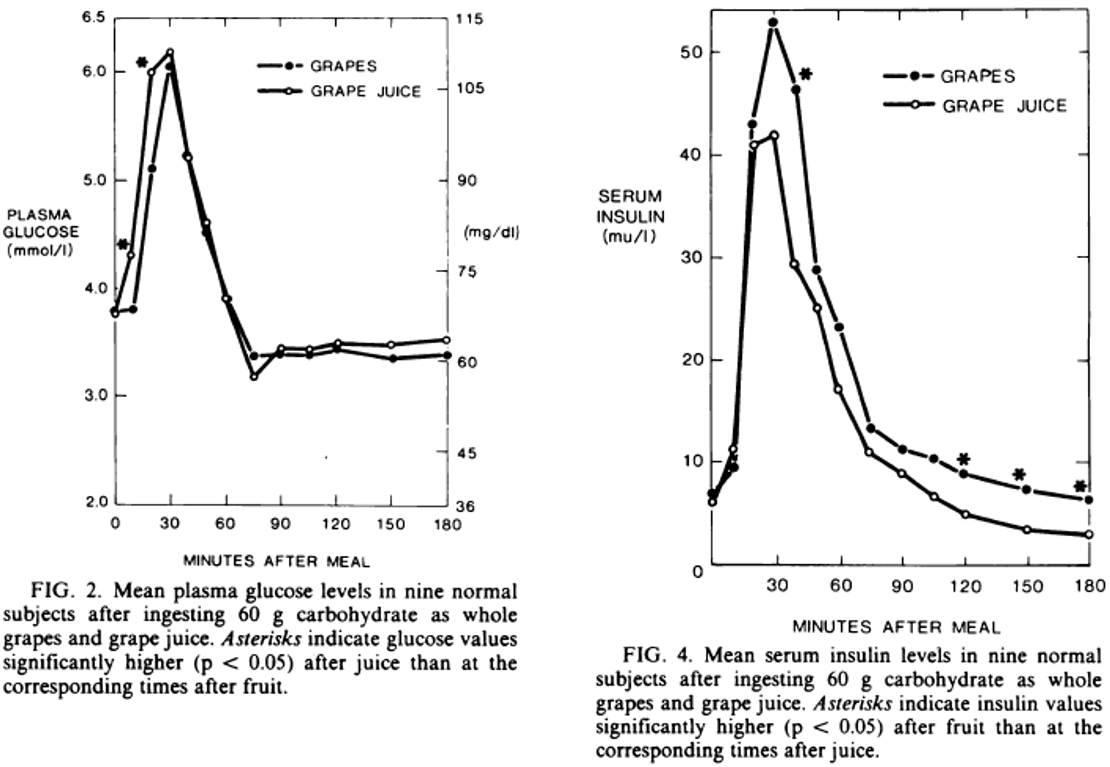 6.5
6.0
5.0
4.0
3.0
2.0
PLASMA
GLUCOSE
(mmol/l)
115
105
90
75
60
45
36
(mg/dl)
*
*
GRAPES
GRAPE JUICE
0 30 60 90 120 150 180
MINUTES AFTER MEAL
FIG. 2. Mean plasma glucose levels in nine normal
subjects after ingesting 60 g carbohydrate as whole
grapes and grape juice. Asterisks indicate glucose values
significantly higher (p < 0.05) after juice than at the
corresponding times after fruit.
50
40
30
20
10
0
SERUM
INSULIN
(mu/l)
GRAPES
GRAPE JUICE
*
* * *
30 60 90 120 150 180
MINUTES AFTER MEAL
FIG. 4. Mean serum insulin levels in nine normal
subjects after ingesting 60 g carbohydrate as whole
grapes and grape juice. Asterisks indicate insulin values
significantly higher (p < 0.05) after fruit than at the
corresponding times after juice.